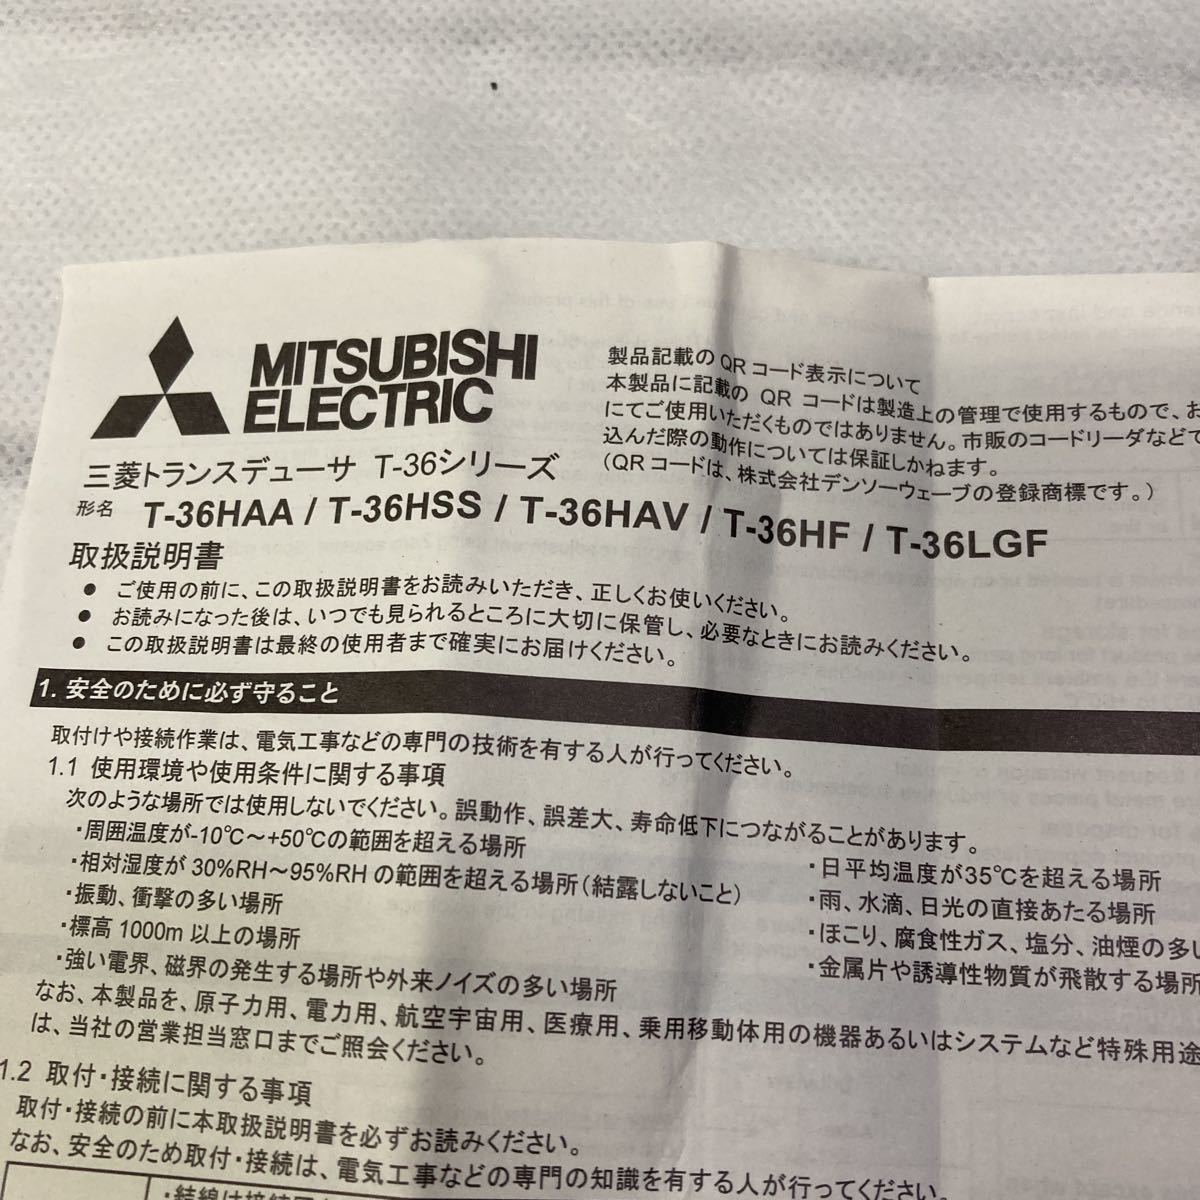 MITSUBISHI
ELECTRIC
三菱トランスデューサ T-36シリーズ
形名 T-36HAA / T-36HSS / T-36HAV / T-36HF / T-36LGF
取扱説明書
製品記載のQRコード表示について
本製品に記載の QR コードは製造上の管理で使用するもので、お
にてご使用いただくものではありません。市販のコードリーダなどで
込んだ際の動作については保証しかねます。
(QRコードは、株式会社デンソーウェーブの登録商標です。)
● ご使用の前に、この取扱説明書をお読みいただき、正しくお使いください。
● お読みになった後は、いつでも見られるところに大切に保管し、必要なときにお読みください。
● この取扱説明書は最終の使用者まで確実にお届けください。
1. 安全のために必ず守ること
取付けや接続作業は、電気工事などの専門の技術を有する人が行ってください。
1.1 使用環境や使用条件に関する事項
次のような場所では使用しないでください。誤動作、誤差大、寿命低下につながることがあります。
・周囲温度が-10℃～+50℃の範囲を超える場所
・日平均温度が35℃を超える場所
・相対湿度が 30%RH～95%RH の範囲を超える場所(結露しないこと)
・雨、水滴、日光の直接あたる場所
・振動、衝撃の多い場所
・ほこり、腐食性ガス、塩分、油煙の多い
・標高 1000m 以上の場所
・金属片や誘導性物質が飛散する場所
・強い電界、磁界の発生する場所や外来ノイズの多い場所
なお、本製品を、原子力用、電力用、航空宇宙用、医療用、乗用移動体用の機器あるいはシステムなど特殊用途
は、当社の営業担当窓口までご照会ください。
1.2 取付・接続に関する事項
取付・接続の前に本取扱説明書を必ずお読みください。
なお、安全のため取付・接続は、電気工事などの専門の知識を有する人が行ってください。
・結線は接続図